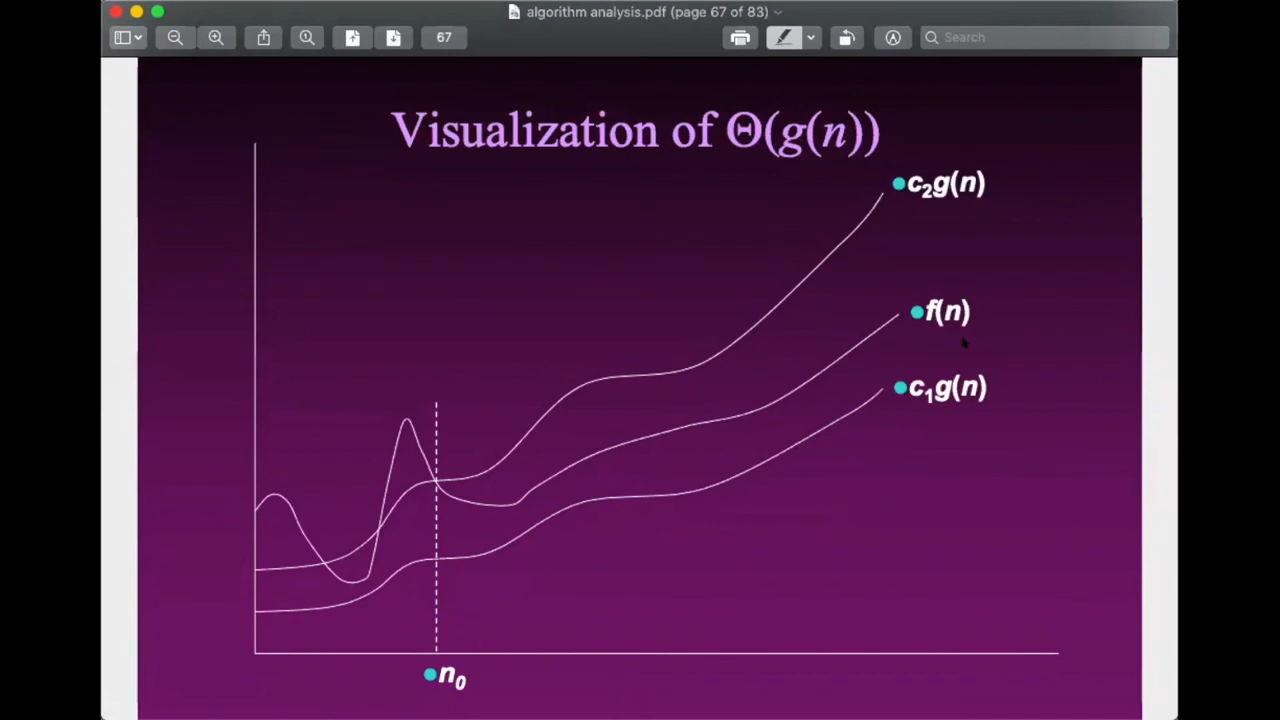 algorithm analysis.pdf (page 67 of 83)
67
Search
Visualization of Θ(g(n))
c₂g(n)
f(n)
c₁g(n)
n₀